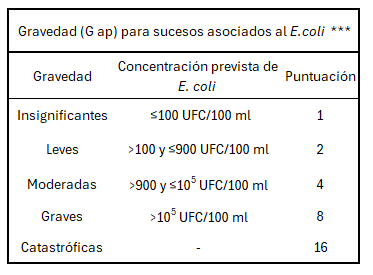 Gravedad (G ap) para sucesos asociados al E.coli ***
Gravedad Concentración prevista de E. coli Puntuación
Insignificantes ≤100 UFC/100 ml 1
Leves >100 y ≤900 UFC/100 ml 2
Moderadas >900 y ≤10⁵ UFC/100 ml 4
Graves >10⁵ UFC/100 ml 8
Catastróficas - 16